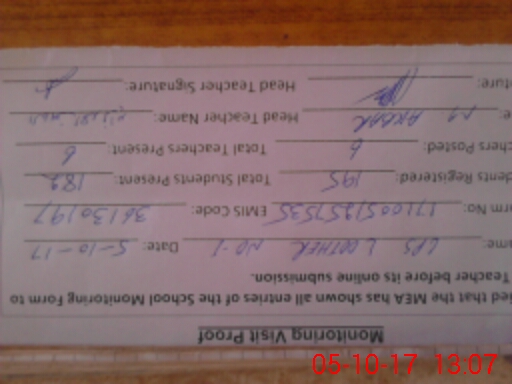 Monitoring Visit Proof
ied that the MEA has shown all entries of the School Monitoring Form to
Teacher before its online submission.
ame: GPS LOOTHER NO-1 Date: 5-10-17
rm No: 1710051257535 EMIS Code: 36130197
dents Registered: 195 Total Students Present: 182
chers Posted: 6 Total Teachers Present: 6
e: M AKBAR Head Teacher Name:
ture: Head Teacher Signature:
05-10-17 13:07